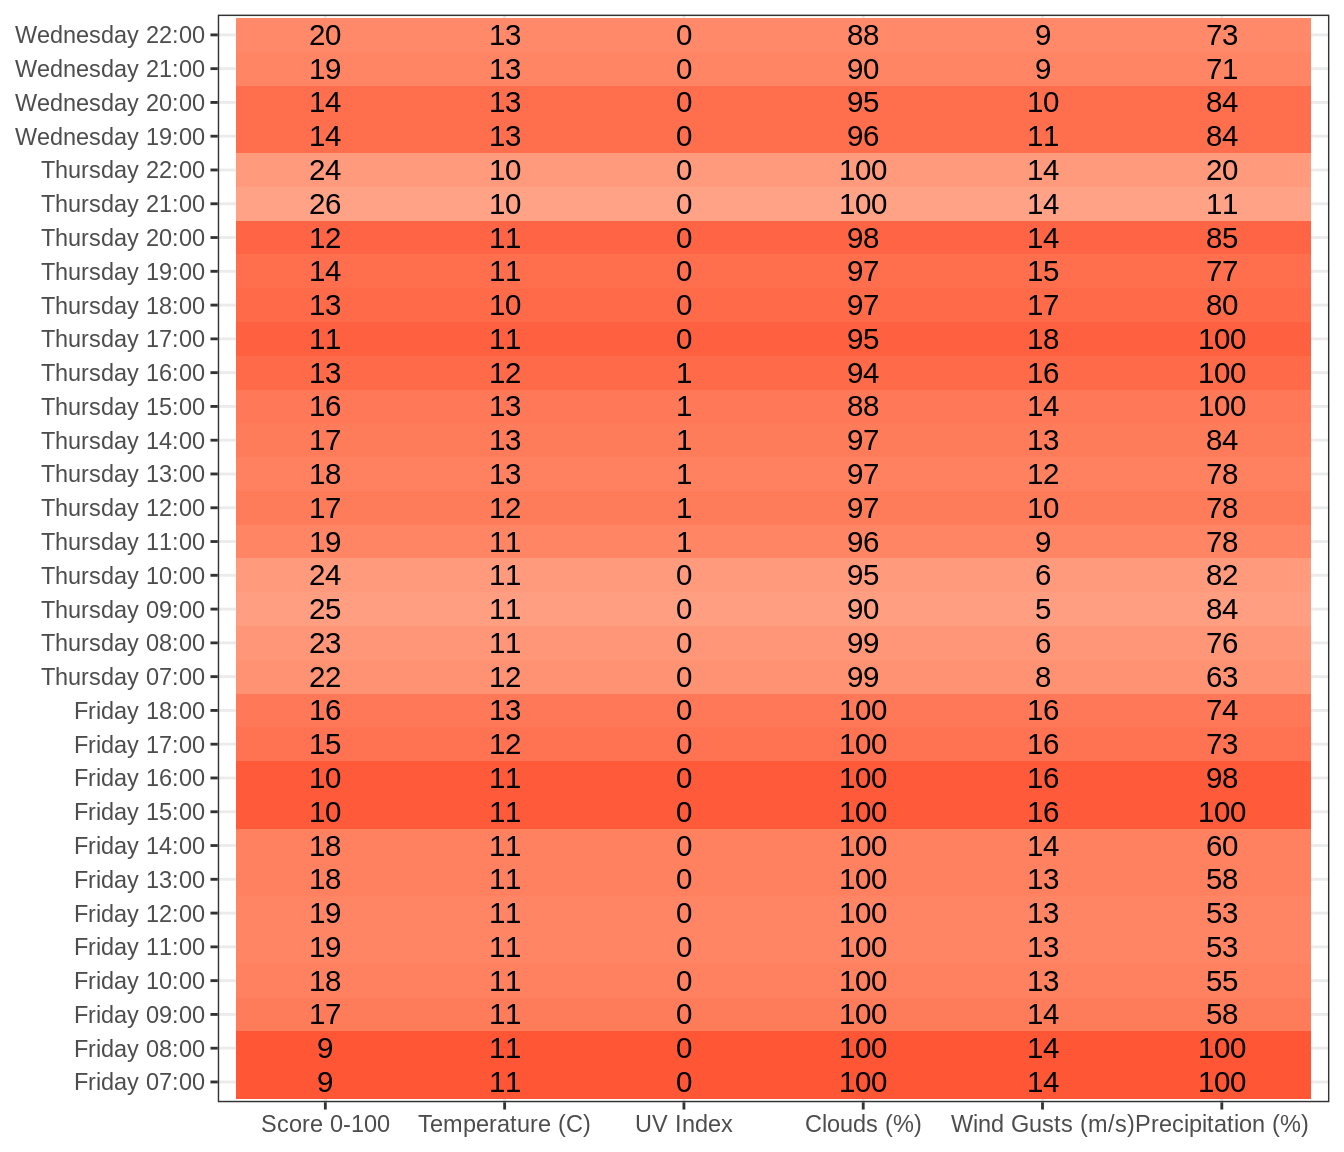 Wednesday 22:00 20 13 0 88 9 73
Wednesday 21:00 19 13 0 90 9 71
Wednesday 20:00 14 13 0 95 10 84
Wednesday 19:00 14 13 0 96 11 84
Thursday 22:00 24 10 0 100 14 20
Thursday 21:00 26 10 0 100 14 11
Thursday 20:00 12 11 0 98 14 85
Thursday 19:00 14 11 0 97 15 77
Thursday 18:00 13 10 0 97 17 80
Thursday 17:00 11 11 0 95 18 100
Thursday 16:00 13 12 1 94 16 100
Thursday 15:00 16 13 1 88 14 100
Thursday 14:00 17 13 1 97 13 84
Thursday 13:00 18 13 1 97 12 78
Thursday 12:00 17 12 1 97 10 78
Thursday 11:00 19 11 1 96 9 78
Thursday 10:00 24 11 0 95 6 82
Thursday 09:00 25 11 0 90 5 84
Thursday 08:00 23 11 0 99 6 76
Thursday 07:00 22 12 0 99 8 63
Friday 18:00 16 13 0 100 16 74
Friday 17:00 15 12 0 100 16 73
Friday 16:00 10 11 0 100 16 98
Friday 15:00 10 11 0 100 16 100
Friday 14:00 18 11 0 100 14 60
Friday 13:00 18 11 0 100 13 58
Friday 12:00 19 11 0 100 13 53
Friday 11:00 19 11 0 100 13 53
Friday 10:00 18 11 0 100 13 55
Friday 09:00 17 11 0 100 14 58
Friday 08:00 9 11 0 100 14 100
Friday 07:00 9 11 0 100 14 100
Score 0-100 Temperature (C) UV Index Clouds (%) Wind Gusts (m/s) Precipitation (%)